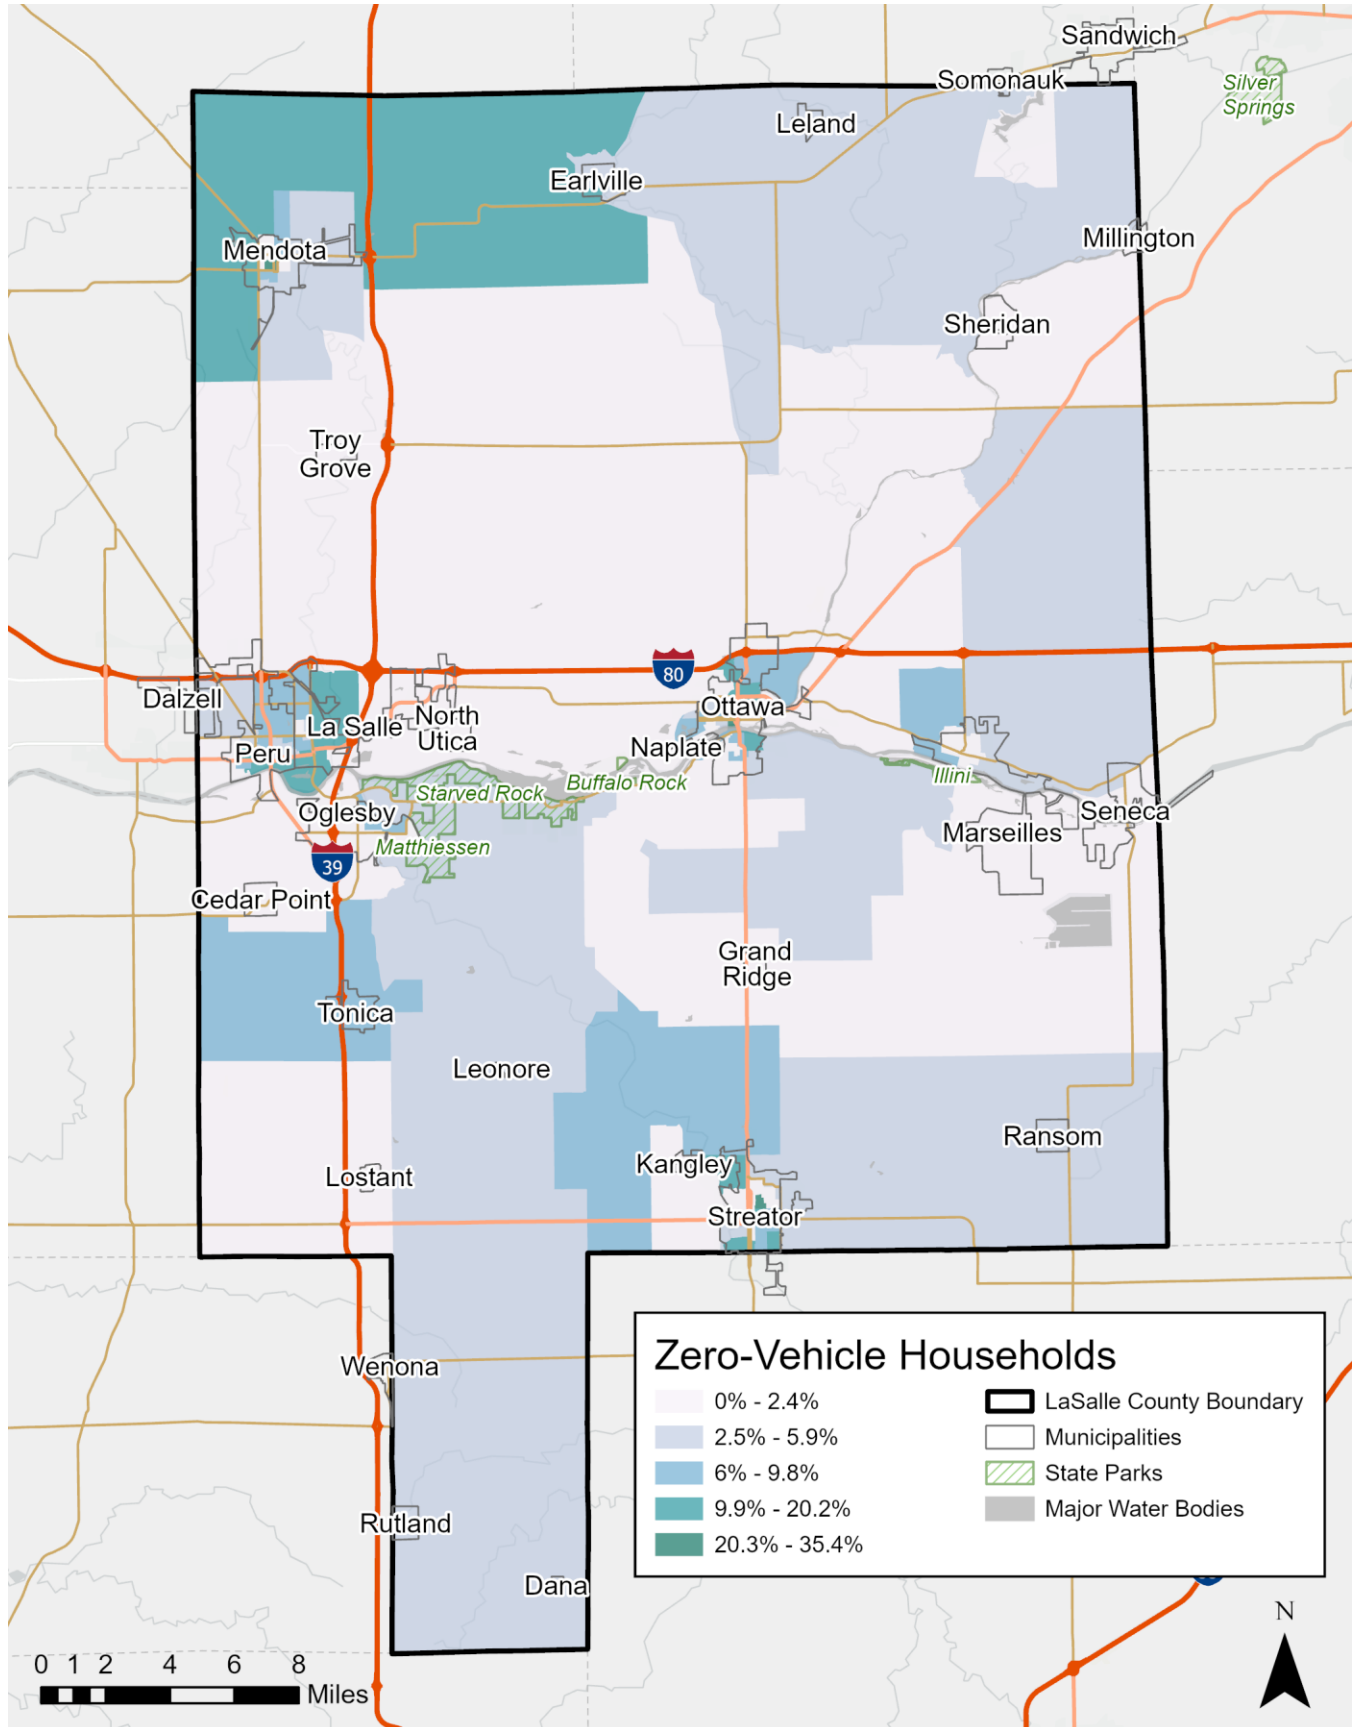 Sandwich
Somonauk
Silver
Springs
Leland
Earlville
Mendota
Millington
Sheridan
Troy
Grove
80
Dalzell
La Salle
North
Utica
Peru
Ottawa
Naplate
Buffalo Rock
Starved Rock
Illini
Oglesby
Matthiessen
Marseilles
Seneca
39
Cedar Point
Grand
Ridge
Tonica
Leonore
Ransom
Kangley
Lostant
Streator
Wenona
Rutland
Dana
Zero-Vehicle Households
0% - 2.4%
2.5% - 5.9%
6% - 9.8%
9.9% - 20.2%
20.3% - 35.4%
LaSalle County Boundary
Municipalities
State Parks
Major Water Bodies
0 1 2 4 6 8
Miles
N